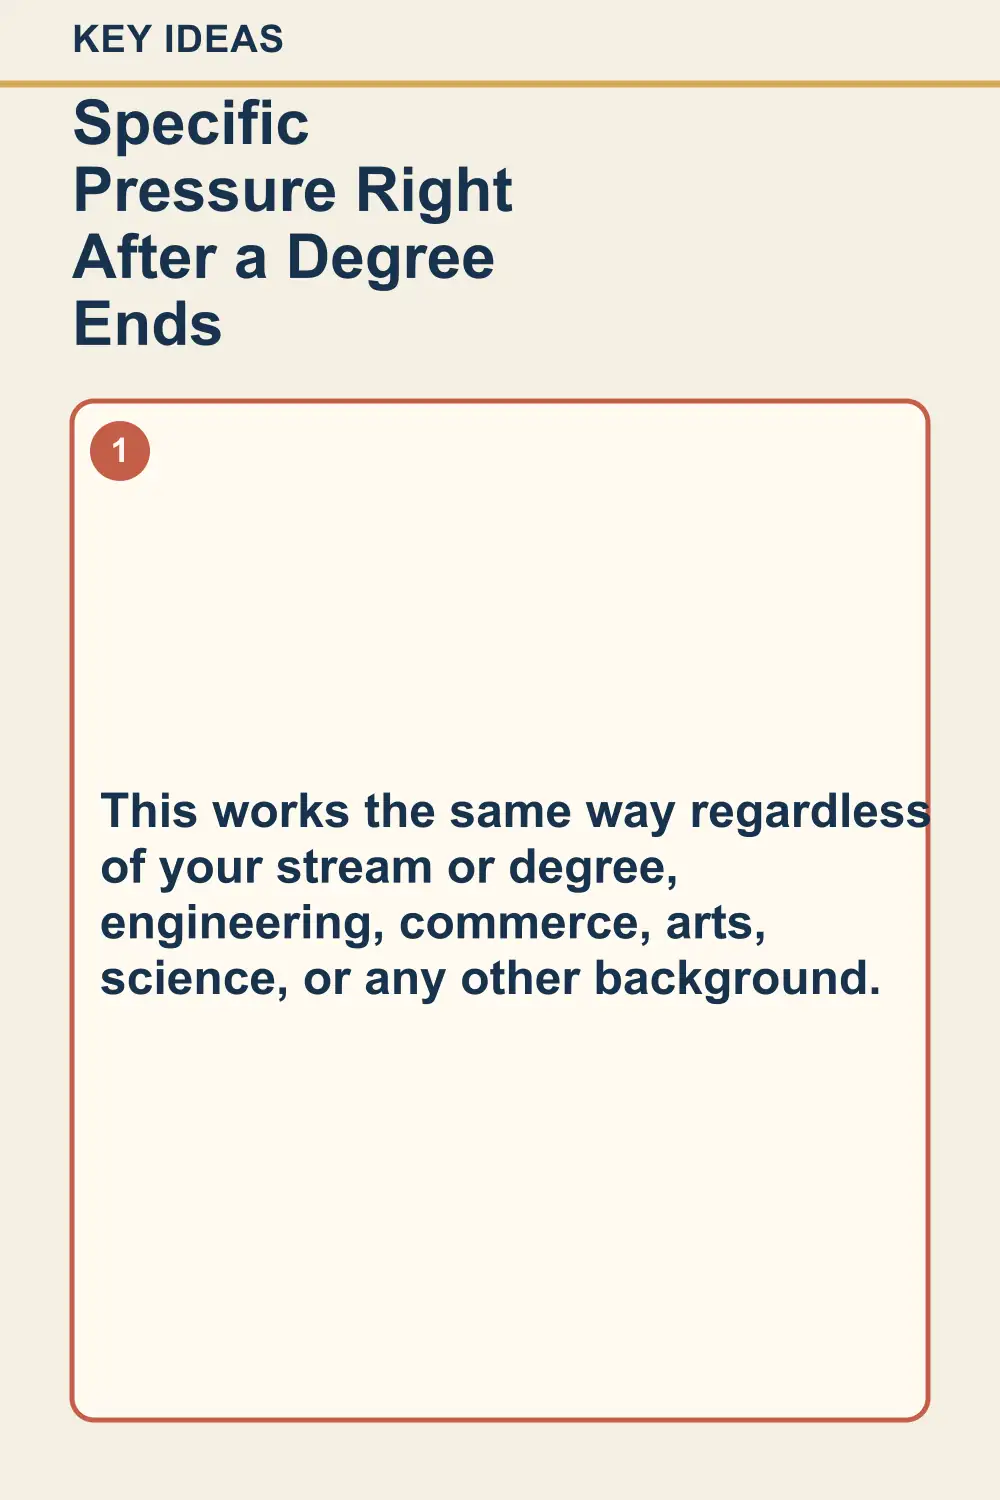 KEY IDEAS
Specific
Pressure Right
After a Degree
Ends
1
This works the same way regardless
of your stream or degree,
engineering, commerce, arts,
science, or any other background.